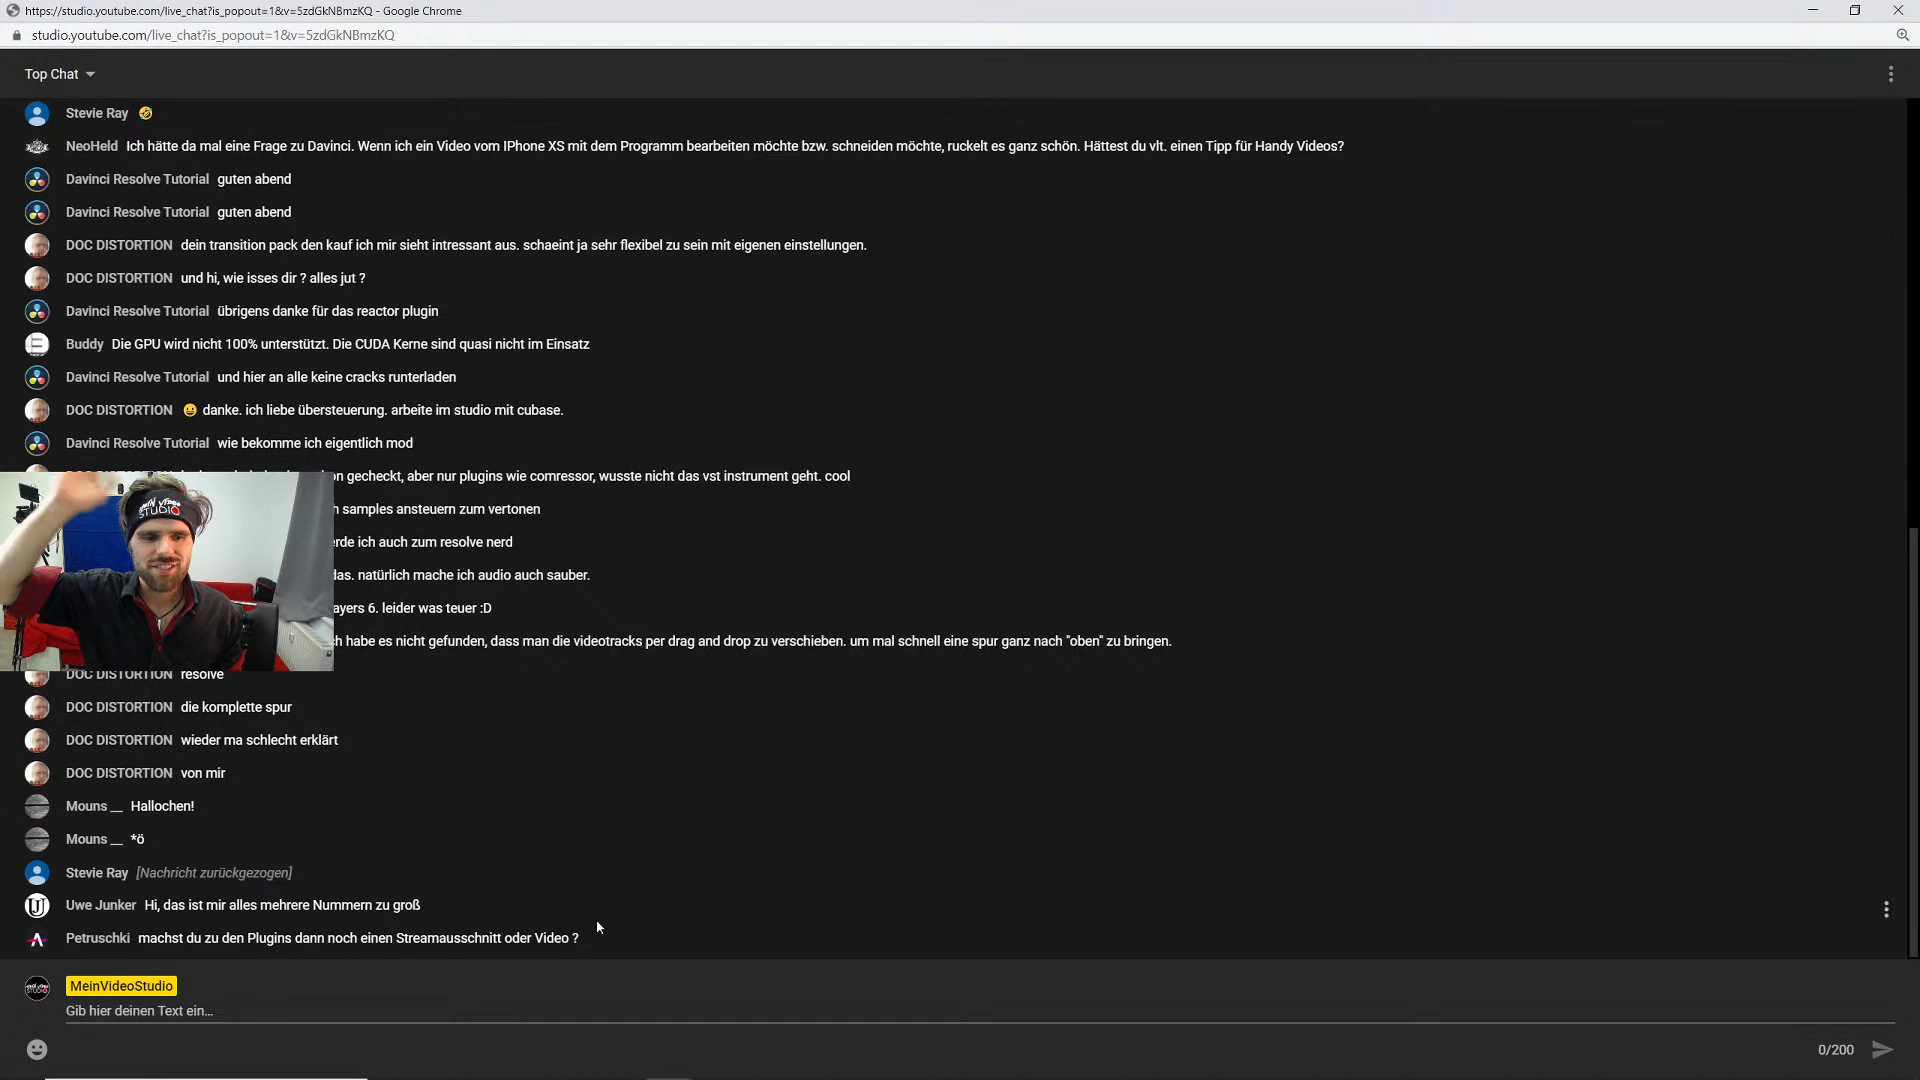 https://studio.youtube.com/live_chat?is_popout=1&v=5zdGkNBmzKQ - Google Chrome
studio.youtube.com/live_chat?is_popout=1&v=5zdGkNBmzKQ
Top Chat
Stevie Ray 🤣
NeoHeld Ich hätte da mal eine Frage zu Davinci. Wenn ich ein Video vom IPhone XS mit dem Programm bearbeiten möchte bzw. schneiden möchte, ruckelt es ganz schön. Hättest du vlt. einen Tipp für Handy Videos?
Davinci Resolve Tutorial guten abend
Davinci Resolve Tutorial guten abend
DOC DISTORTION dein transition pack den kauf ich mir sieht intressant aus. schaeint ja sehr flexibel zu sein mit eigenen einstellungen.
DOC DISTORTION und hi, wie isses dir ? alles jut ?
Davinci Resolve Tutorial übrigens danke für das reactor plugin
Buddy Die GPU wird nicht 100% unterstützt. Die CUDA Kerne sind quasi nicht im Einsatz
Davinci Resolve Tutorial und hier an alle keine cracks runterladen
DOC DISTORTION 😀 danke. ich liebe übersteuerung. arbeite im studio mit cubase.
Davinci Resolve Tutorial wie bekomme ich eigentlich mod
gecheckt, aber nur plugins wie comressor, wusste nicht das vst instrument geht. cool
samples ansteuern zum vertonen
ich auch zum resolve nerd
das. natürlich mache ich audio auch sauber.
6. leider was teuer :D
habe es nicht gefunden, dass man die videotracks per drag and drop zu verschieben. um mal schnell eine spur ganz nach "oben" zu bringen.
MEIN VIDEO
STUDIO
DOC DISTORTION resolve
DOC DISTORTION die komplette spur
DOC DISTORTION wieder ma schlecht erklärt
DOC DISTORTION von mir
Mouns __ Hallochen!
Mouns __ *ö
Stevie Ray [Nachricht zurückgezogen]
Uwe Junker Hi, das ist mir alles mehrere Nummern zu groß
Petruschki machst du zu den Plugins dann noch einen Streamausschnitt oder Video ?
MeinVideoStudio
Gib hier deinen Text ein...
0/200